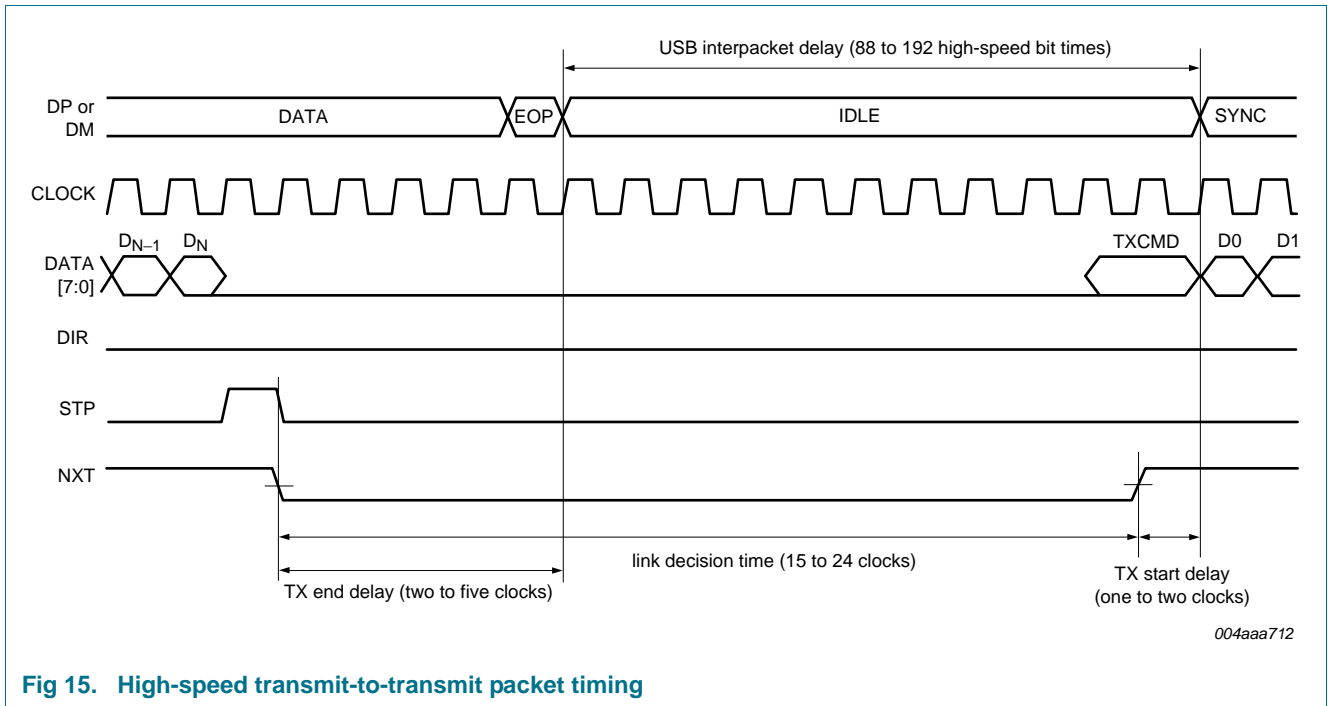 USB interpacket delay (88 to 192 high-speed bit times)
DP or
DM
DATA
EOP
IDLE
SYNC
CLOCK
DN−1
DN
TXCMD
D0
D1
DATA
[7:0]
DIR
STP
NXT
link decision time (15 to 24 clocks)
TX end delay (two to five clocks)
TX start delay
(one to two clocks)
004aaa712
Fig 15. High-speed transmit-to-transmit packet timing